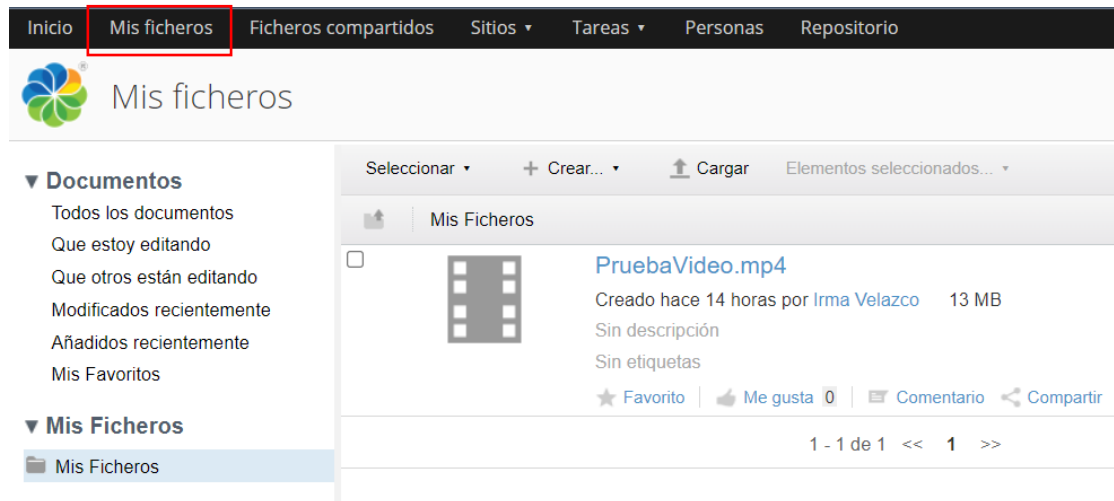 Inicio Mis ficheros Ficheros compartidos Sitios ▾ Tareas ▾ Personas Repositorio
® Mis ficheros
▾ Documentos
Todos los documentos
Que estoy editando
Que otros están editando
Modificados recientemente
Añadidos recientemente
Mis Favoritos
▾ Mis Ficheros
Mis Ficheros
Seleccionar ▾ + Crear... ▾ Cargar Elementos seleccionados... ▾
Mis Ficheros
PruebaVideo.mp4
Creado hace 14 horas por Irma Velazco 13 MB
Sin descripción
Sin etiquetas
Favorito Me gusta 0 Comentario Compartir
1 - 1 de 1 << 1 >>